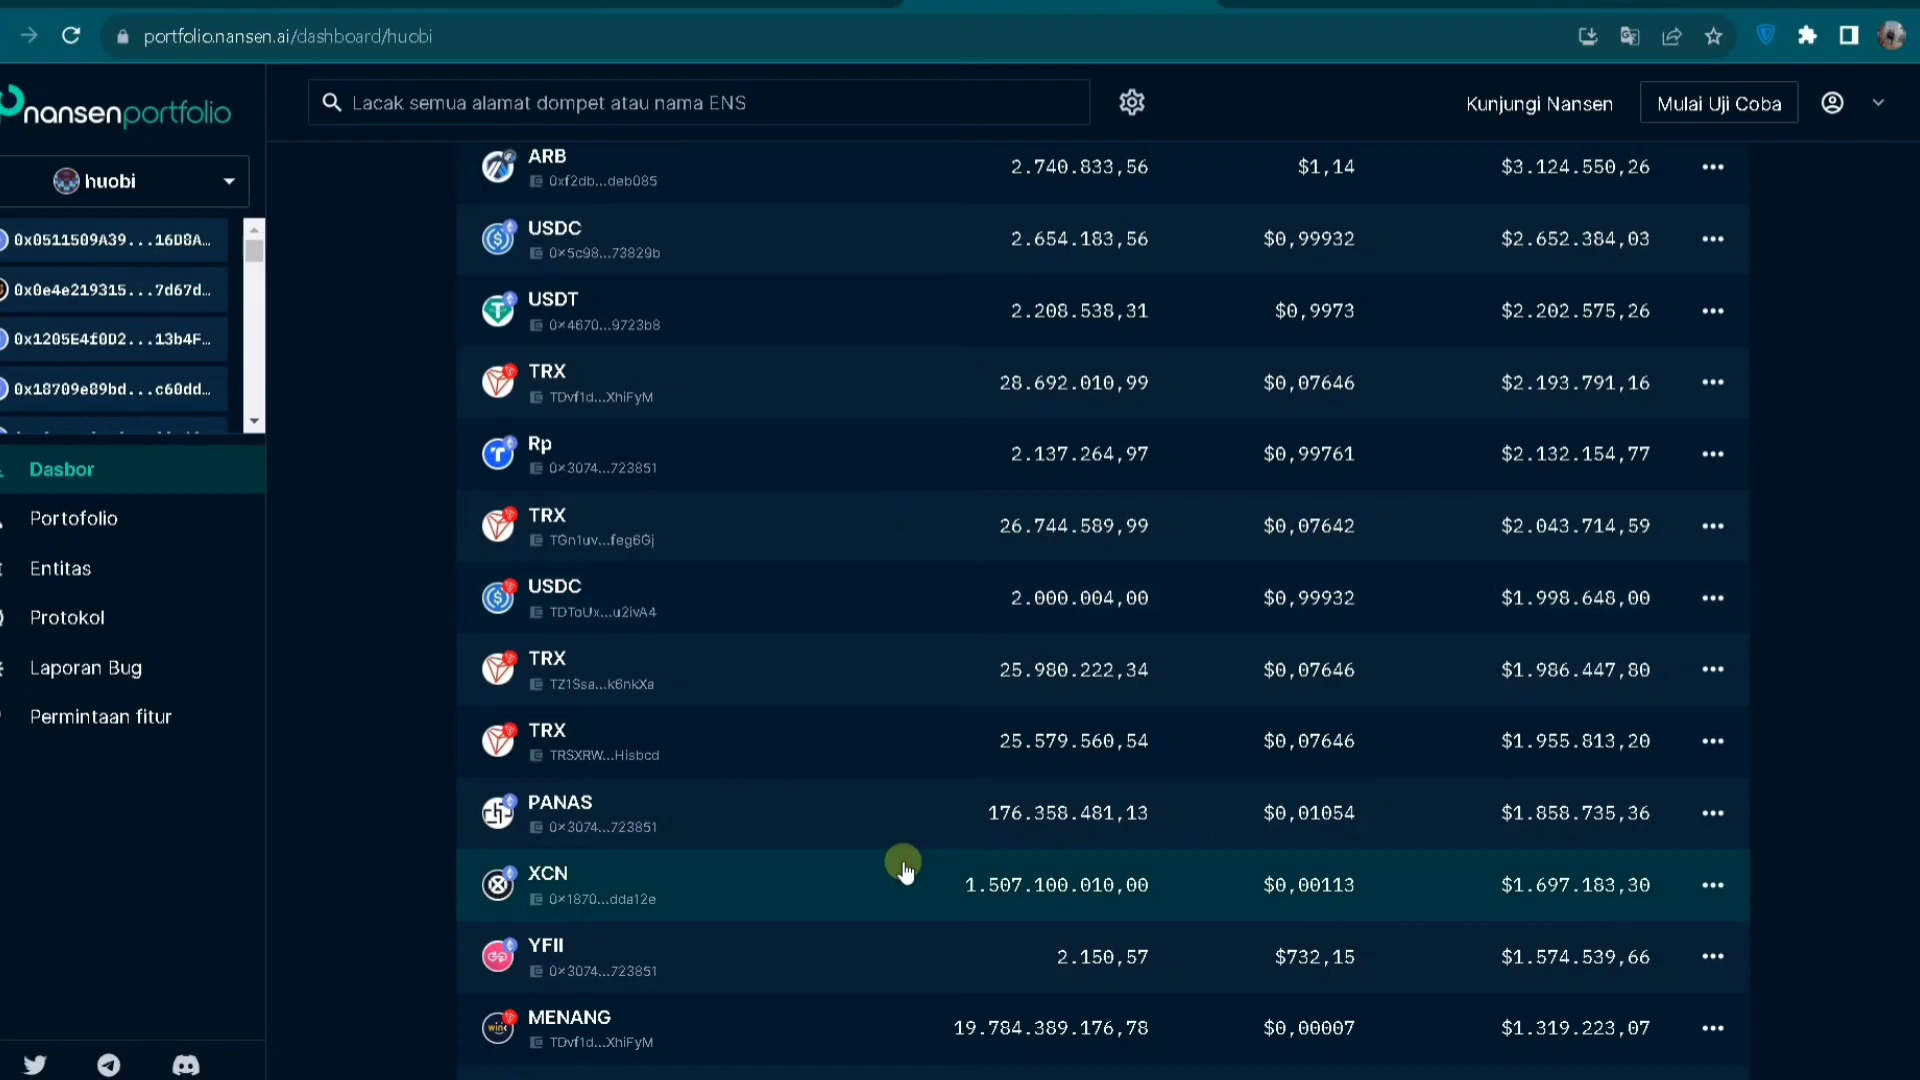 portfolio.nansen.ai/dashboard/huobi
nansenportfolio
Lacak semua alamat dompet atau nama ENS
Kunjungi Nansen
Mulai Uji Coba
huobi
0x0511509A39...16D8A...
0x0e4e219315...7d67d...
0x1205E4f0D2...13b4F...
0x18709e89bd...c60dd...
Dasbor
Portofolio
Entitas
Protokol
Laporan Bug
Permintaan fitur
ARB 2.740.833,56 $1,14 $3.124.550,26
0xf2db...deb085
USDC 2.654.183,56 $0,99932 $2.652.384,03
0x5c98...73829b
USDT 2.208.538,31 $0,9973 $2.202.575,26
0x4670...9723b8
TRX 28.692.010,99 $0,07646 $2.193.791,16
TDvf1d...XhiFyM
Rp 2.137.264,97 $0,99761 $2.132.154,77
0x3074...723851
TRX 26.744.589,99 $0,07642 $2.043.714,59
TGn1uv...feg6Gj
USDC 2.000.004,00 $0,99932 $1.998.648,00
TDToUx...u2ivA4
TRX 25.980.222,34 $0,07646 $1.986.447,80
TZ1Ssa...k6nkXa
TRX 25.579.560,54 $0,07646 $1.955.813,20
TRSXRW...Hisbcd
PANAS 176.358.481,13 $0,01054 $1.858.735,36
0x3074...723851
XCN 1.507.100.010,00 $0,00113 $1.697.183,30
0x1870...dda12e
YFII 2.150,57 $732,15 $1.574.539,66
0x3074...723851
MENANG 19.784.389.176,78 $0,00007 $1.319.223,07
TDvf1d...XhiFyM